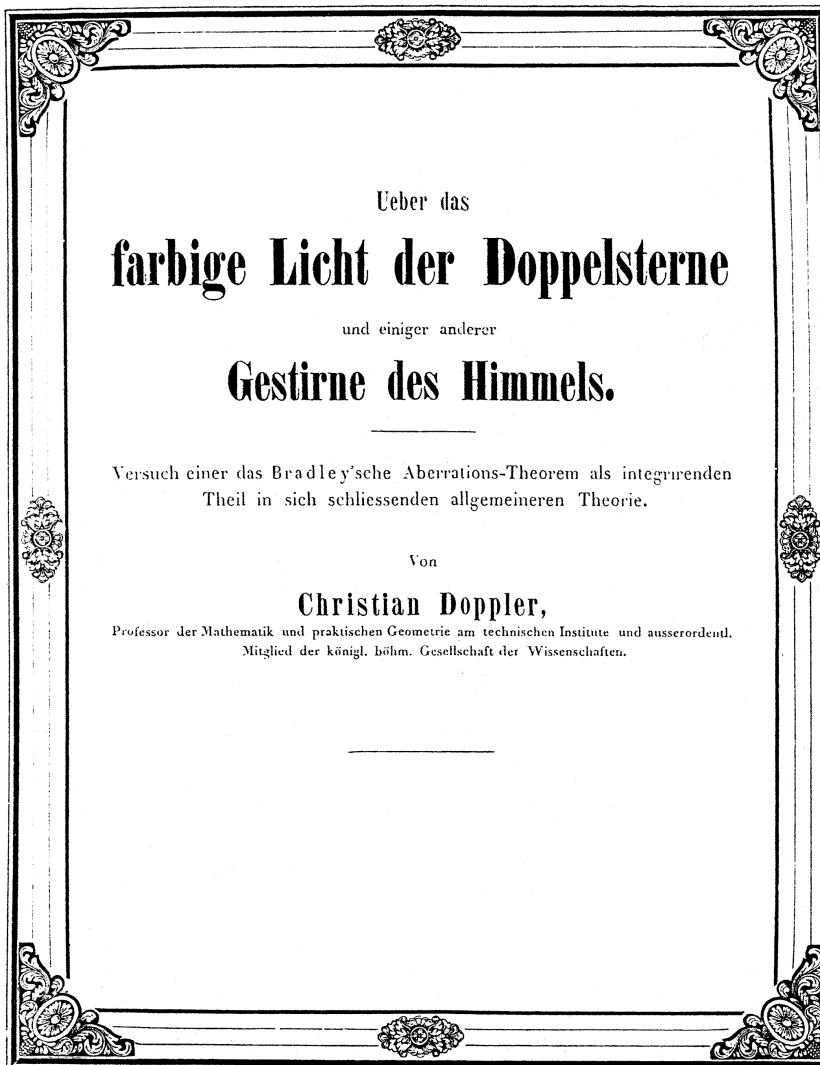 Ueber das
farbige Licht der Doppelsterne
und einiger anderer
Gestirne des Himmels.
Versuch einer das Bradley'sche Aberrations-Theorem als integrirenden
Theil in sich schliessenden allgemeineren Theorie.
Von
Christian Doppler,
Professor der Mathematik und praktischen Geometrie am technischen Institute und ausserordentl.
Mitglied der königl. böhm. Gesellschaft der Wissenschaften.